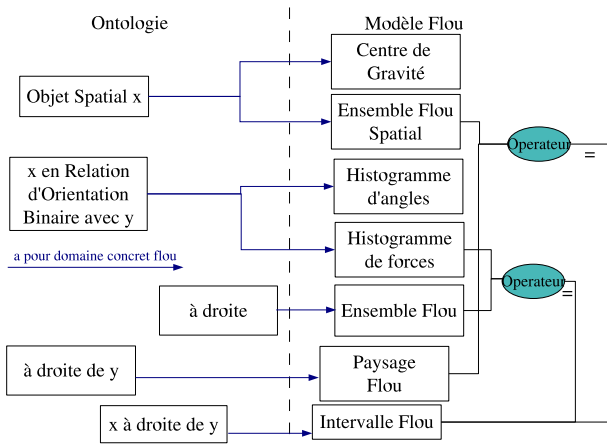 Ontologie
Modèle Flou
Centre de
Gravité
Objet Spatial x
Ensemble Flou
Spatial
Operateur
=
x en Relation
d'Orientation
Binaire avec y
Histogramme
d'angles
Histogramme
de forces
a pour domaine concret flou
Operateur
=
à droite
Ensemble Flou
à droite de y
Paysage
Flou
x à droite de y
Intervalle Flou